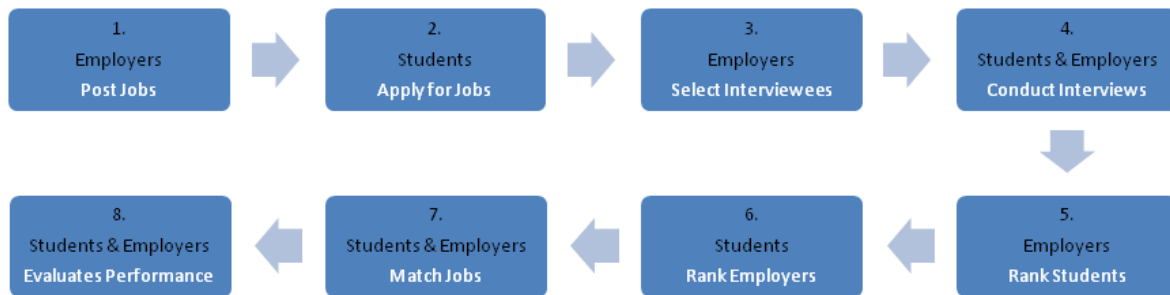 1.
Employers
Post Jobs
2.
Students
Apply for Jobs
3.
Employers
Select Interviewees
4.
Students & Employers
Conduct Interviews
5.
Employers
Rank Students
6.
Students
Rank Employers
7.
Students & Employers
Match Jobs
8.
Students & Employers
Evaluates Performance